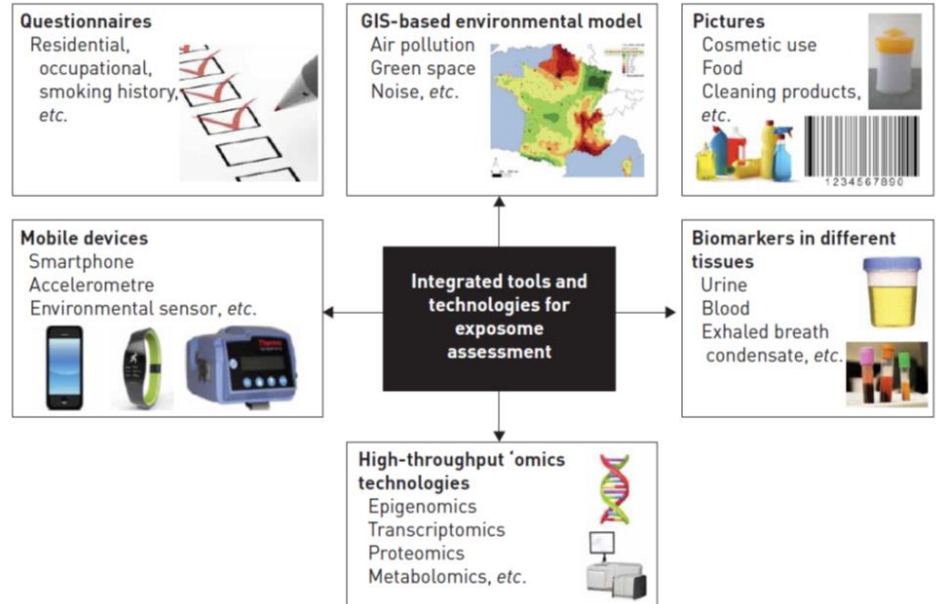 Questionnaires
Residential,
occupational,
smoking history,
etc.
GIS-based environmental model
Air pollution
Green space
Noise, etc.
Pictures
Cosmetic use
Food
Cleaning products,
etc.
1234567890
Mobile devices
Smartphone
Accelerometre
Environmental sensor, etc.
Thermo
Integrated tools and
technologies for
exposome
assessment
Biomarkers in different
tissues
Urine
Blood
Exhaled breath
condensate, etc.
High-throughput ‘omics
technologies
Epigenomics
Transcriptomics
Proteomics
Metabolomics, etc.